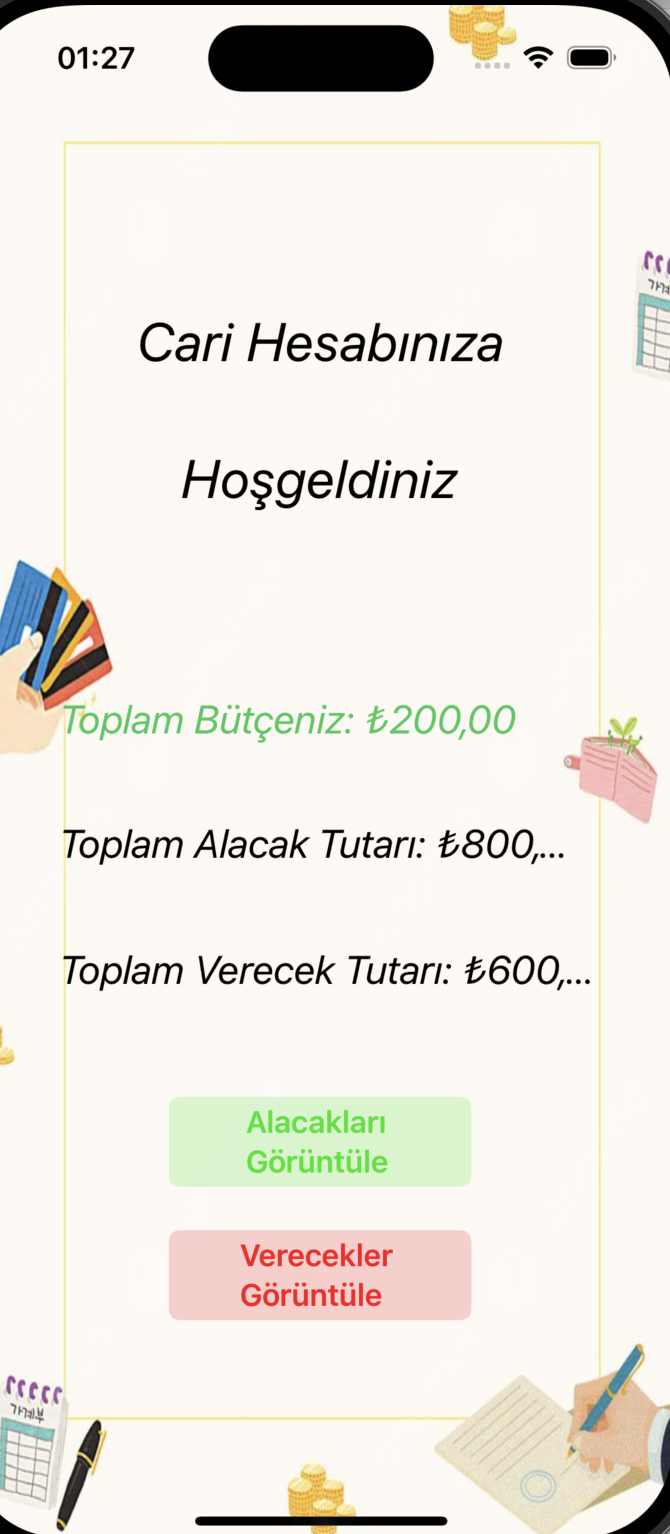 01:27
가계
Cari Hesabınıza
Hoşgeldiniz
Toplam Bütçeniz: ₺200,00
Toplam Alacak Tutarı: ₺800,...
Toplam Verecek Tutarı: ₺600,...
Alacakları
Görüntüle
Verecekler
Görüntüle
가계부